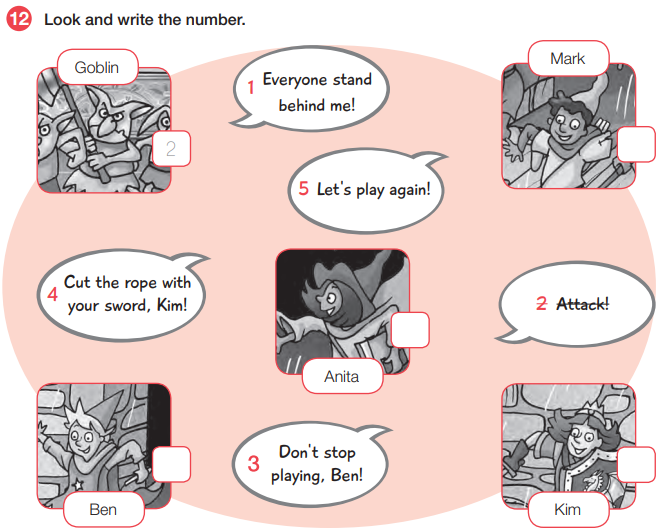 12 Look and write the number.
Goblin
2
1 Everyone stand
behind me!
Mark
5 Let's play again!
4 Cut the rope with
your sword, Kim!
Anita
2 Attack!
Ben
3 Don't stop
playing, Ben!
Kim